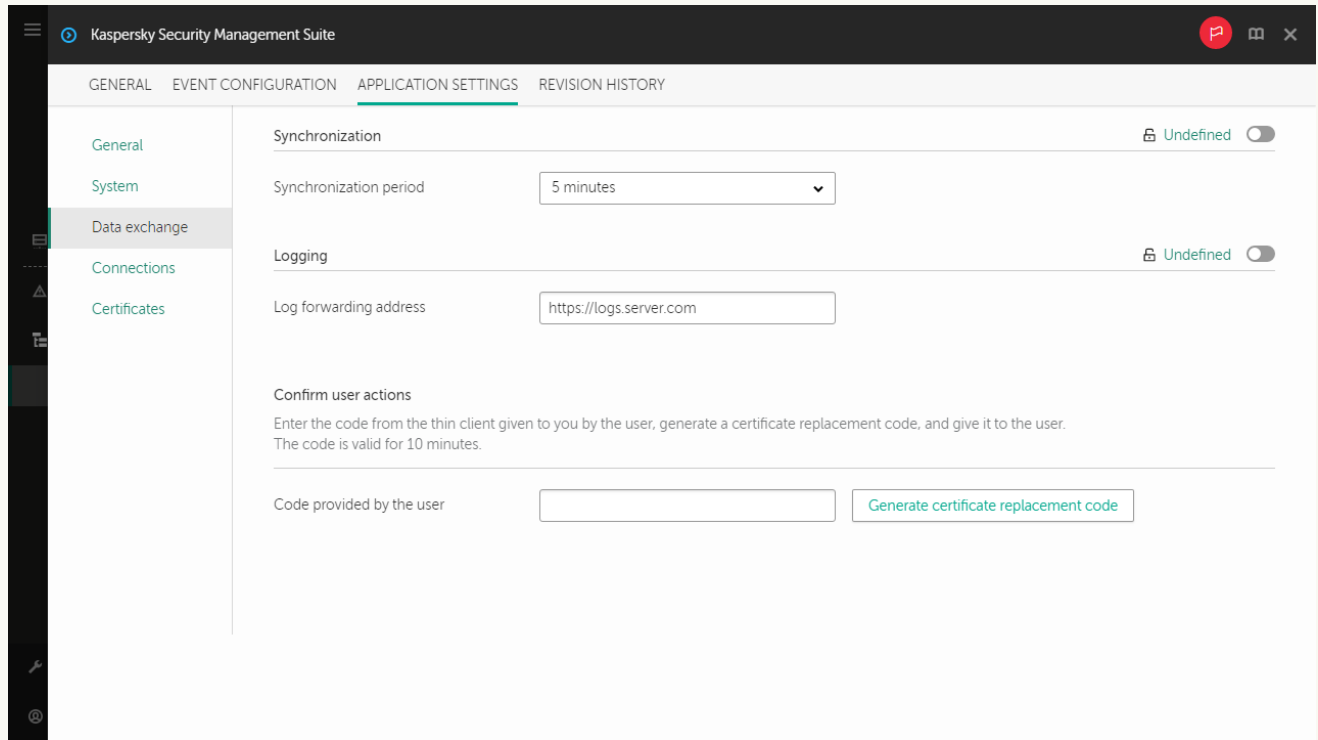 Kaspersky Security Management Suite
GENERAL EVENT CONFIGURATION APPLICATION SETTINGS REVISION HISTORY
General
System
Data exchange
Connections
Certificates
Synchronization Undefined
Synchronization period 5 minutes
Logging Undefined
Log forwarding address https://logs.server.com
Confirm user actions
Enter the code from the thin client given to you by the user, generate a certificate replacement code, and give it to the user.
The code is valid for 10 minutes.
Code provided by the user Generate certificate replacement code